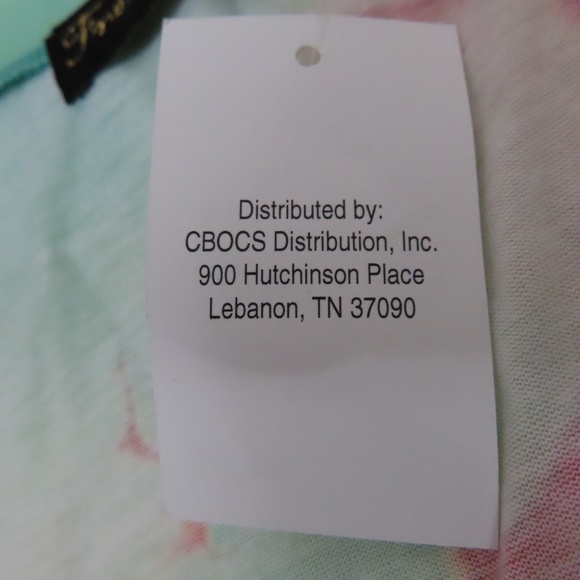 Distributed by:
CBOCS Distribution, Inc.
900 Hutchinson Place
Lebanon, TN 37090